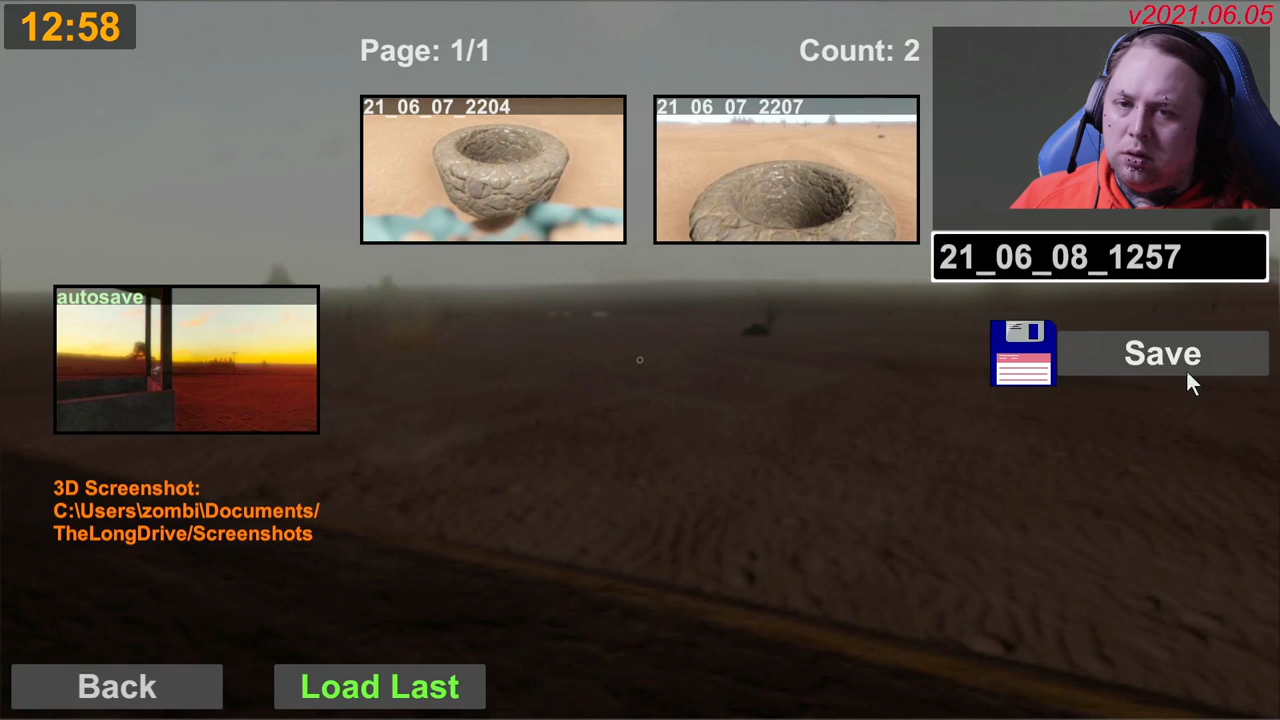 12:58
v2021.06.05
Page: 1/1
Count: 2
21_06_07_2204
21_06_07_2207
21_06_08_1257
autosave
Save
3D Screenshot:
C:\Users\zombi\Documents/
TheLongDrive/Screenshots
Back
Load Last